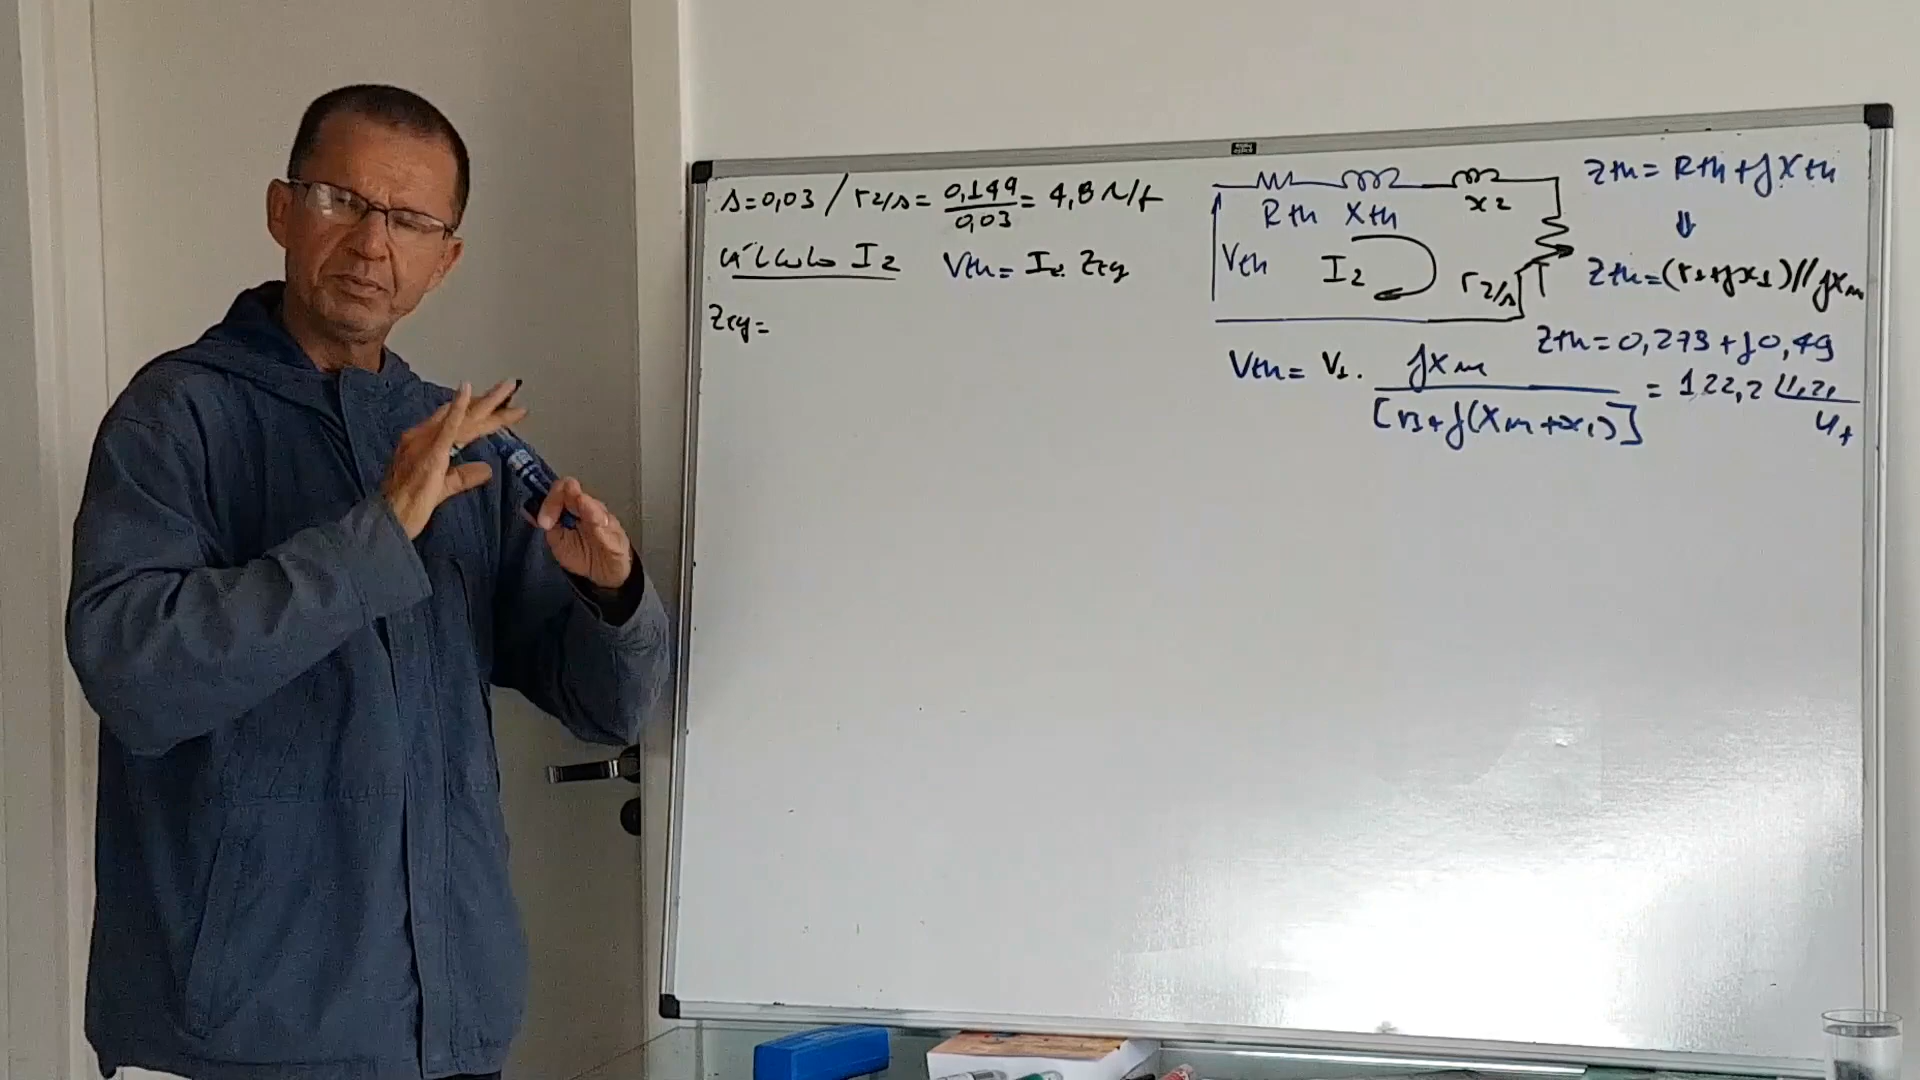 s=0,03 / r2/s = 0,144/0,03 = 4,8 Ω/f
Cálculo I2 Vth = I2 Zeq
Zeq=
Rth Xth x2
Vth I2 r2/s
Zth = Rth + jXth
⇓
Zth = (r1+jx1)//jxm
Zth = 0,273 + j0,49
Vth = V1 . jxm / [r1+j(Xm+x1)] = 122,2